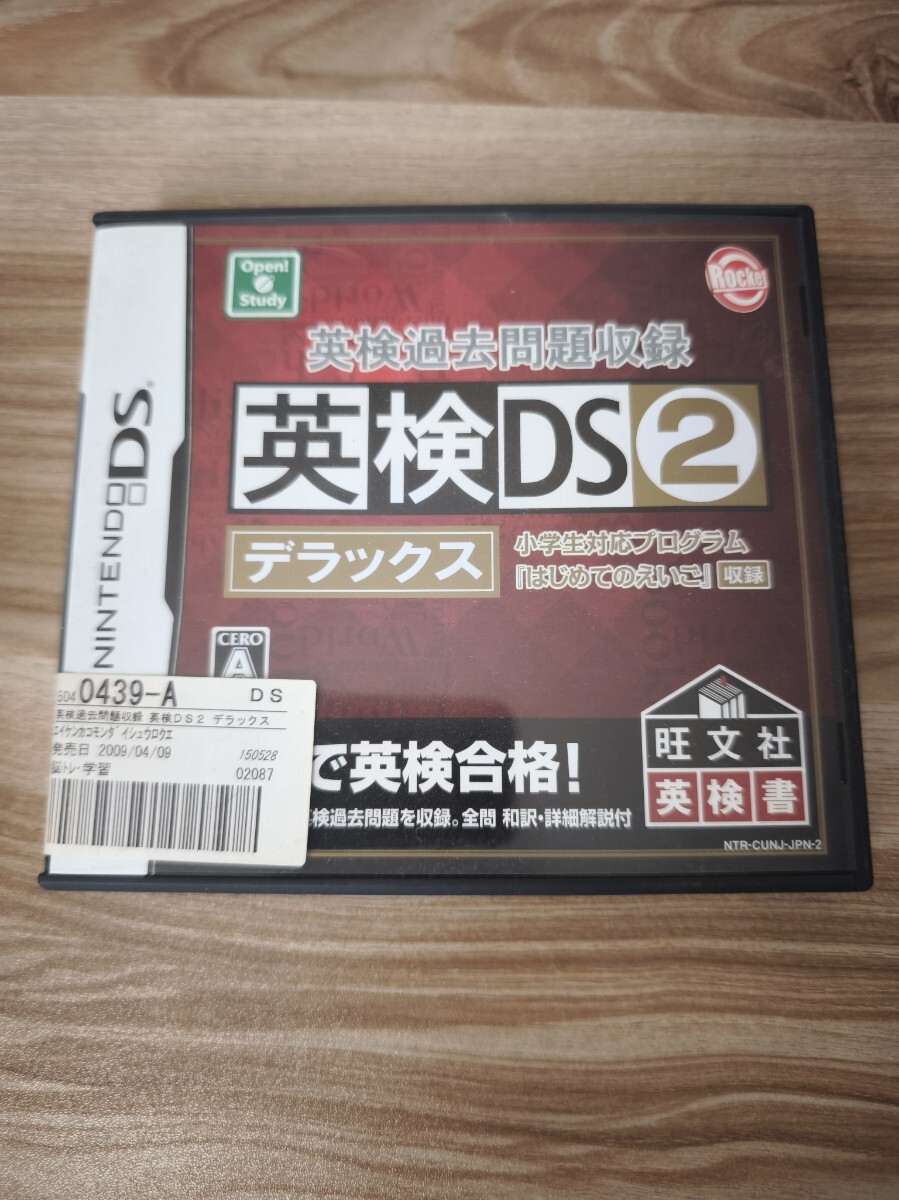 Open!
Study
Rocket
英検過去問題収録
英検DS2
デラックス
小学生対応プログラム
『はじめてのえいご』収録
NINTENDODS
CERO
A
504 0439-A DS
英検過去問題収録 英検DS2 デラックス
エイケンカコモンダイシュウロクエ
発売日 2009/04/09 150528
脳トレ・学習 02087
で英検合格!
検過去問題を収録。全問 和訳・詳細解説付
旺文社
英検書
NTR-CUNJ-JPN-2